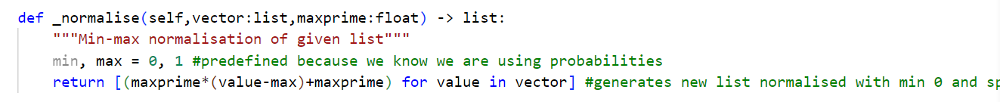 def _normalise(self,vector:list,maxprime:float) -> list:
"""Min-max normalisation of given list"""
min, max = 0, 1 #predefined because we know we are using probabilities
return [(maxprime*(value-max)+maxprime) for value in vector] #generates new list normalised with min 0 and sp